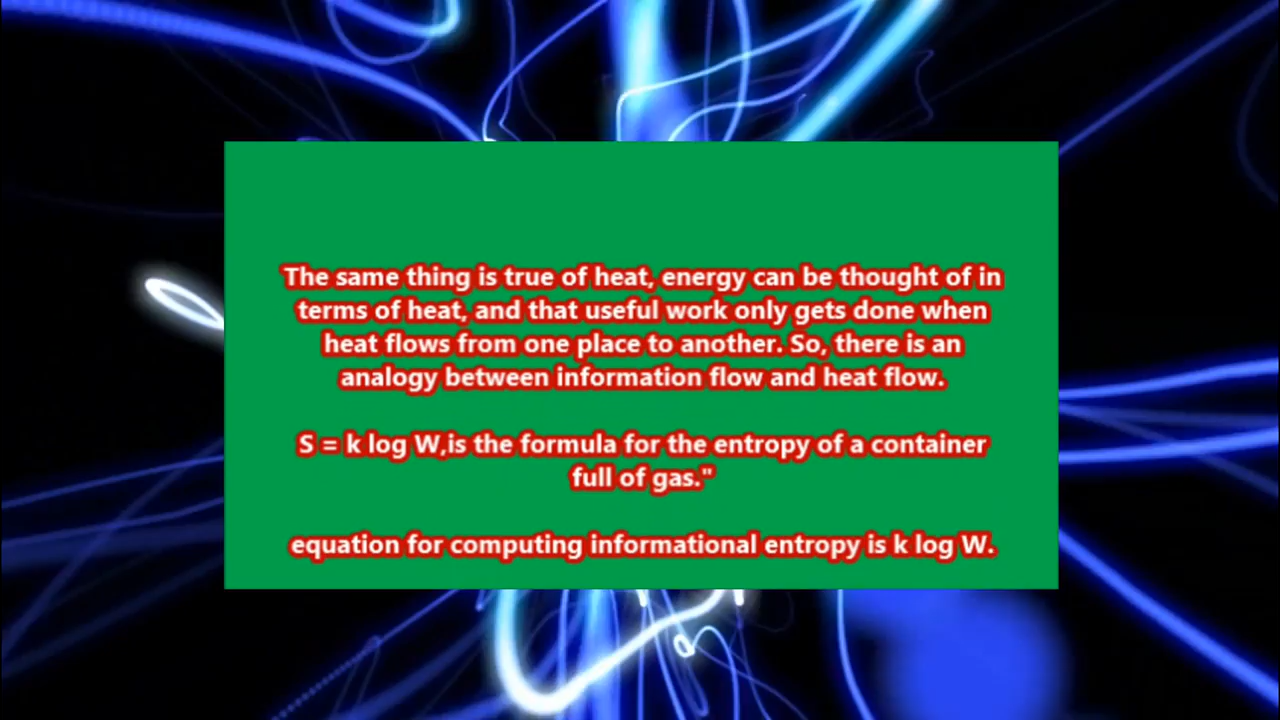 The same thing is true of heat, energy can be thought of in
terms of heat, and that useful work only gets done when
heat flows from one place to another. So, there is an
analogy between information flow and heat flow.
S = k log W,is the formula for the entropy of a container
full of gas."
equation for computing informational entropy is k log W.